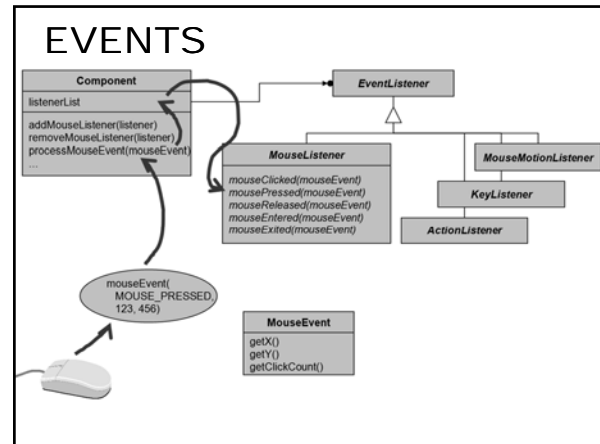 EVENTS
Component
listenerList
addMouseListener(listener)
removeMouseListener(listener)
processMouseEvent(mouseEvent)
...
EventListener
MouseListener
mouseClicked(mouseEvent)
mousePressed(mouseEvent)
mouseReleased(mouseEvent)
mouseEntered(mouseEvent)
mouseExited(mouseEvent)
MouseMotionListener
KeyListener
ActionListener
mouseEvent(
MOUSE_PRESSED,
123, 456)
MouseEvent
getX()
getY()
getClickCount()